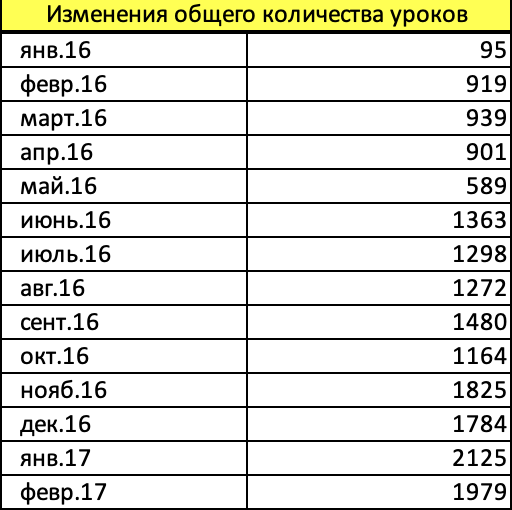 Изменения общего количества уроков
янв.16 95
февр.16 919
март.16 939
апр.16 901
май.16 589
июнь.16 1363
июль.16 1298
авг.16 1272
сент.16 1480
окт.16 1164
нояб.16 1825
дек.16 1784
янв.17 2125
февр.17 1979